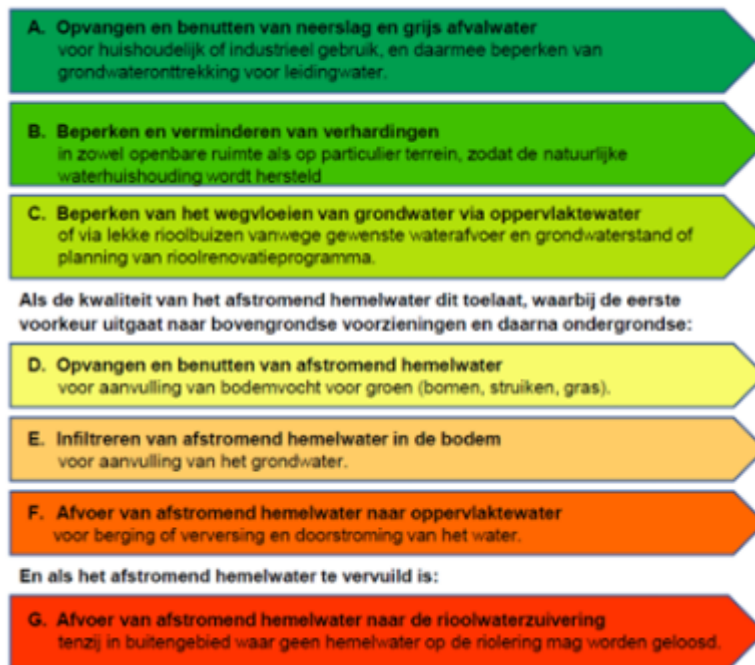 A. Opvangen en benutten van neerslag en grijs afvalwater
voor huishoudelijk of industrieel gebruik, en daarmee beperken van
grondwateronttrekking voor leidingwater.
B. Beperken en verminderen van verhardingen
in zowel openbare ruimte als op particulier terrein, zodat de natuurlijke
waterhuishouding wordt hersteld
C. Beperken van het wegvloeien van grondwater via oppervlaktewater
of via lekke rioolbuizen vanwege gewenste waterafvoer en grondwaterstand of
planning van rioolrenovatieprogramma.
Als de kwaliteit van het afstromend hemelwater dit toelaat, waarbij de eerste
voorkeur uitgaat naar bovengrondse voorzieningen en daarna ondergrondse:
D. Opvangen en benutten van afstromend hemelwater
voor aanvulling van bodemvocht voor groen (bomen, struiken, gras).
E. Infiltreren van afstromend hemelwater in de bodem
voor aanvulling van het grondwater.
F. Afvoer van afstromend hemelwater naar oppervlaktewater
voor berging of verversing en doorstroming van het water.
En als het afstromend hemelwater te vervuild is:
G. Afvoer van afstromend hemelwater naar de rioolwaterzuivering
tenzij in buitengebied waar geen hemelwater op de riolering mag worden geloosd.